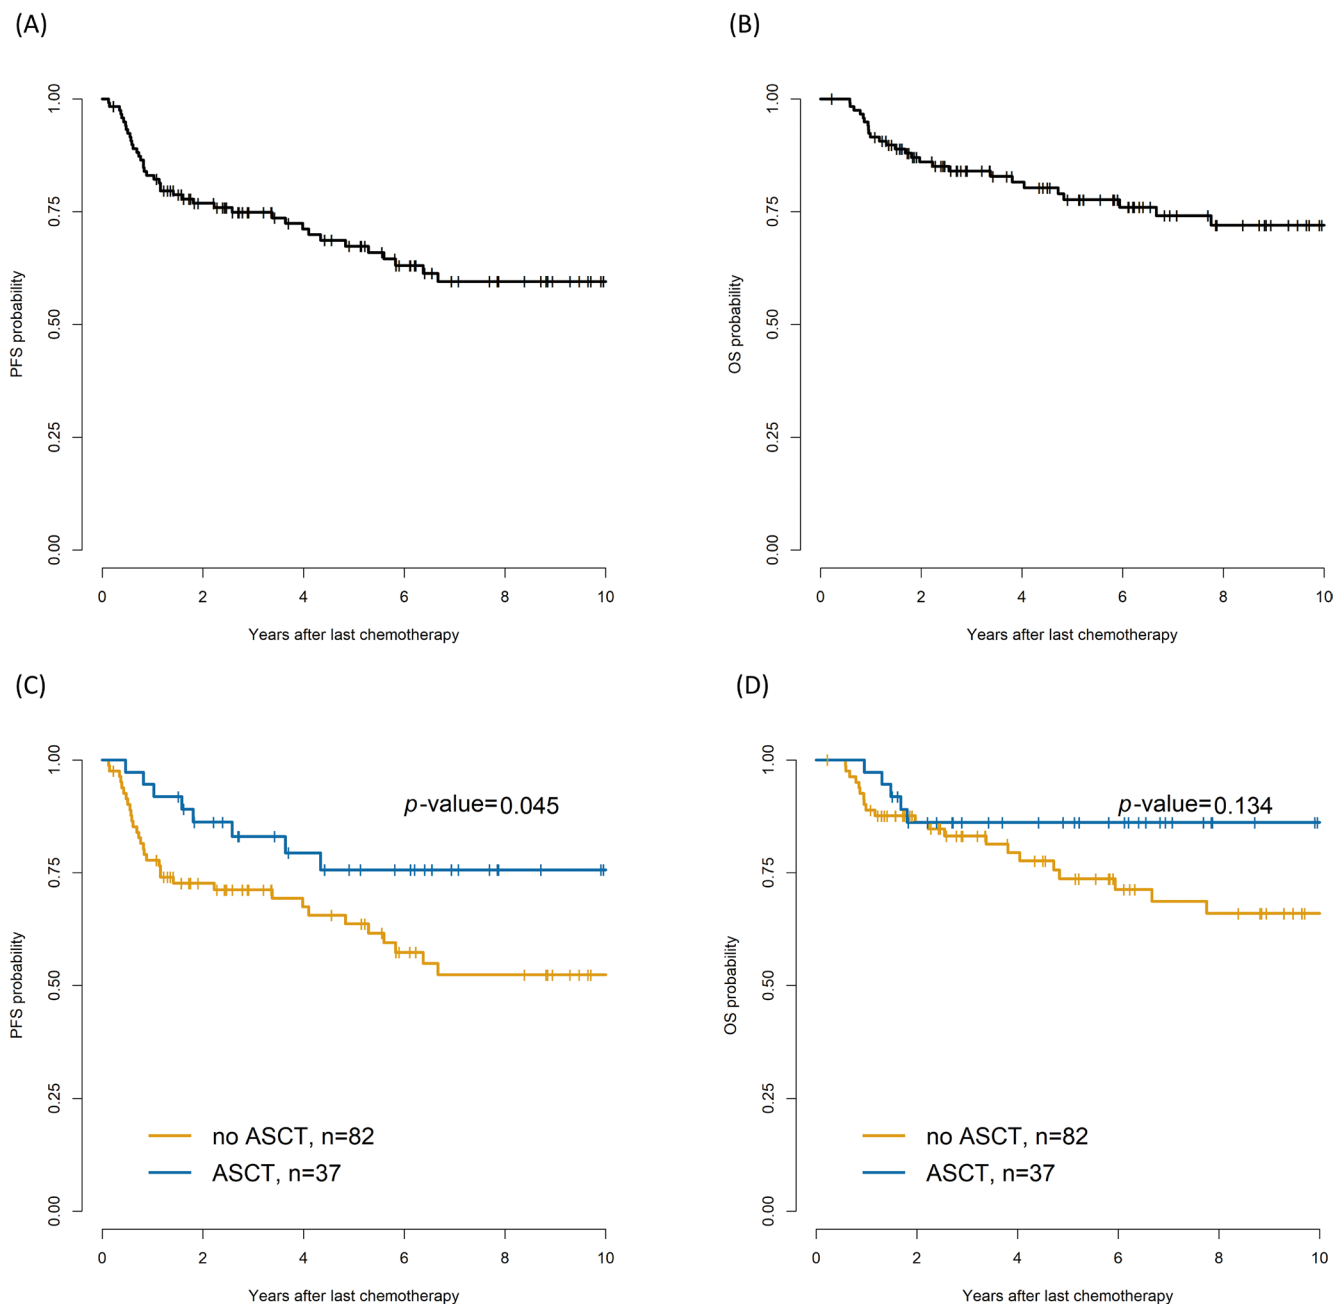 (A)
PFS probability
1.00
0.75
0.50
0.25
0.00
0 2 4 6 8 10
Years after last chemotherapy
(B)
OS probability
1.00
0.75
0.50
0.25
0.00
0 2 4 6 8 10
Years after last chemotherapy
(C)
PFS probability
1.00
0.75
0.50
0.25
0.00
p-value=0.045
no ASCT, n=82
ASCT, n=37
0 2 4 6 8 10
Years after last chemotherapy
(D)
OS probability
1.00
0.75
0.50
0.25
0.00
p-value=0.134
no ASCT, n=82
ASCT, n=37
0 2 4 6 8 10
Years after last chemotherapy